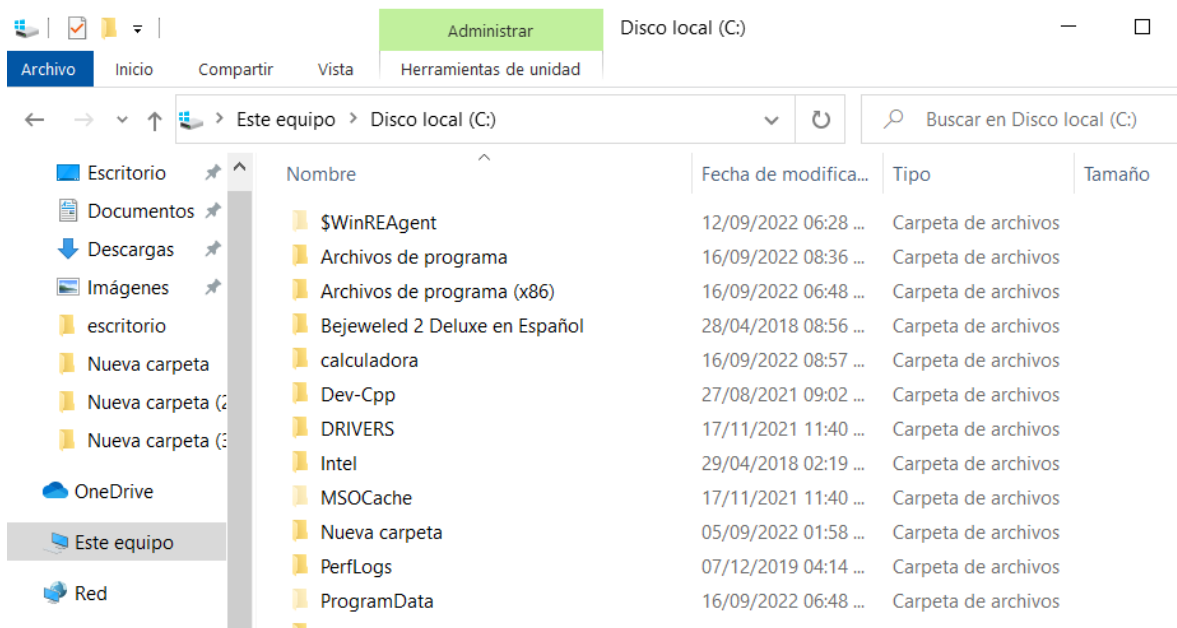 Administrar Disco local (C:)
Archivo Inicio Compartir Vista Herramientas de unidad
Este equipo > Disco local (C:) Buscar en Disco local (C:)
Escritorio
Documentos
Descargas
Imágenes
escritorio
Nueva carpeta
Nueva carpeta (2
Nueva carpeta (3
OneDrive
Este equipo
Red
Nombre Fecha de modifica... Tipo Tamaño
$WinREAgent 12/09/2022 06:28 ... Carpeta de archivos
Archivos de programa 16/09/2022 08:36 ... Carpeta de archivos
Archivos de programa (x86) 16/09/2022 06:48 ... Carpeta de archivos
Bejeweled 2 Deluxe en Español 28/04/2018 08:56 ... Carpeta de archivos
calculadora 16/09/2022 08:57 ... Carpeta de archivos
Dev-Cpp 27/08/2021 09:02 ... Carpeta de archivos
DRIVERS 17/11/2021 11:40 ... Carpeta de archivos
Intel 29/04/2018 02:19 ... Carpeta de archivos
MSOCache 17/11/2021 11:40 ... Carpeta de archivos
Nueva carpeta 05/09/2022 01:58 ... Carpeta de archivos
PerfLogs 07/12/2019 04:14 ... Carpeta de archivos
ProgramData 16/09/2022 06:48 ... Carpeta de archivos